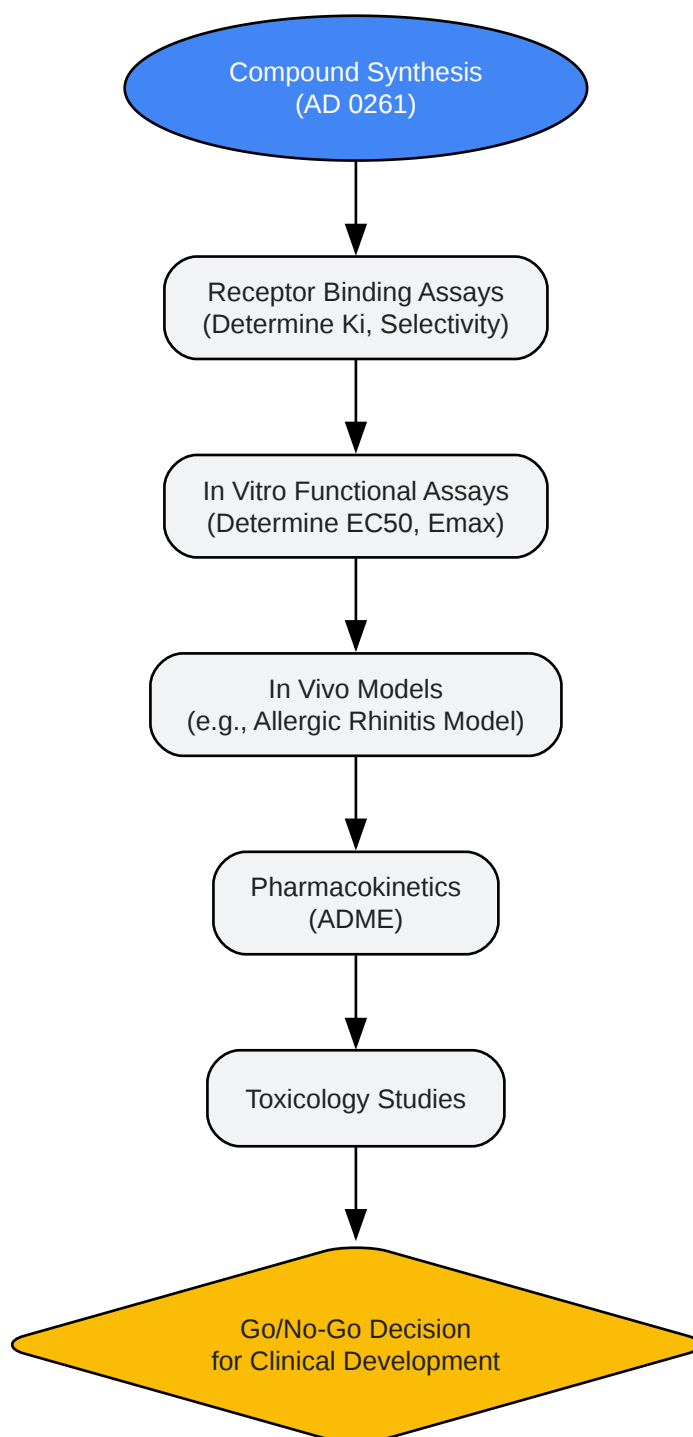 Compound Synthesis
(AD 0261)
Receptor Binding Assays
(Determine Ki, Selectivity)
In Vitro Functional Assays
(Determine EC50, Emax)
In Vivo Models
(e.g., Allergic Rhinitis Model)
Pharmacokinetics
(ADME)
Toxicology Studies
Go/No-Go Decision
for Clinical Development